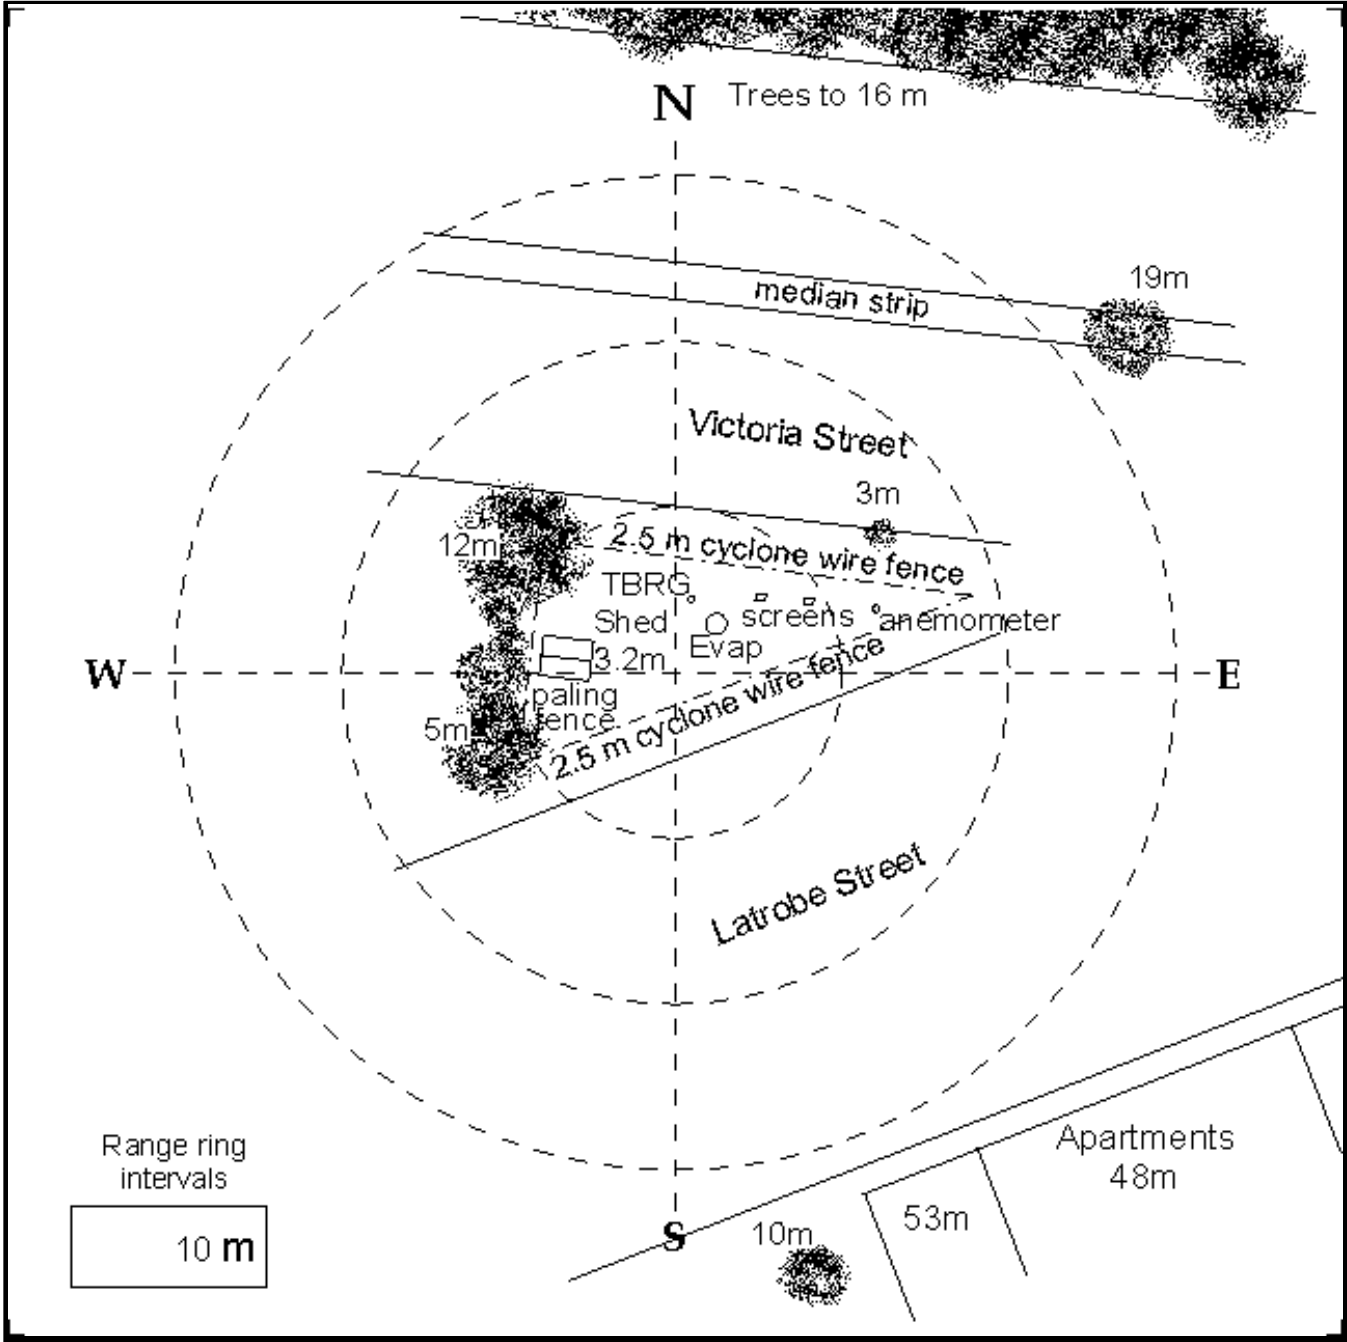 N
Trees to 16 m
19m
median strip
Victoria Street
3m
12m
2.5 m cyclone wire fence
TBRG
Shed
screens
anemometer
Evap
3.2m
W
E
paling
fence
5m
2.5 m cyclone wire fence
Latrobe Street
Range ring
intervals
10 m
Apartments
48m
53m
10m
S